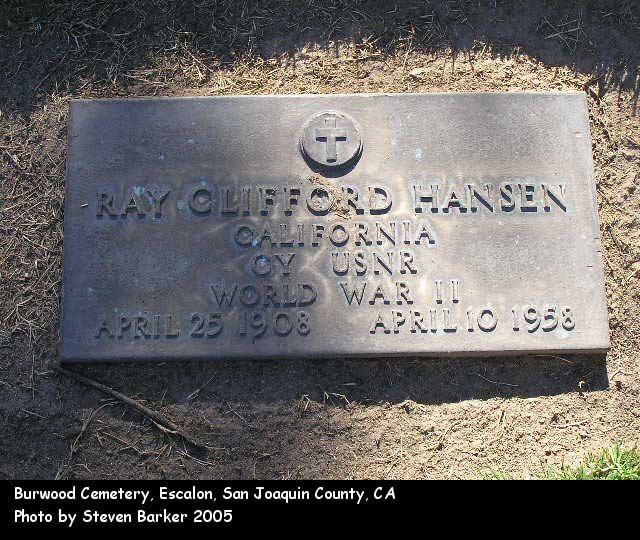 RAY CLIFFORD HANSEN
CALIFORNIA
CY USNR
WORLD WAR II
APRIL 25 1908 APRIL 10 1958
Burwood Cemetery, Escalon, San Joaquin County, CA
Photo by Steven Barker 2005